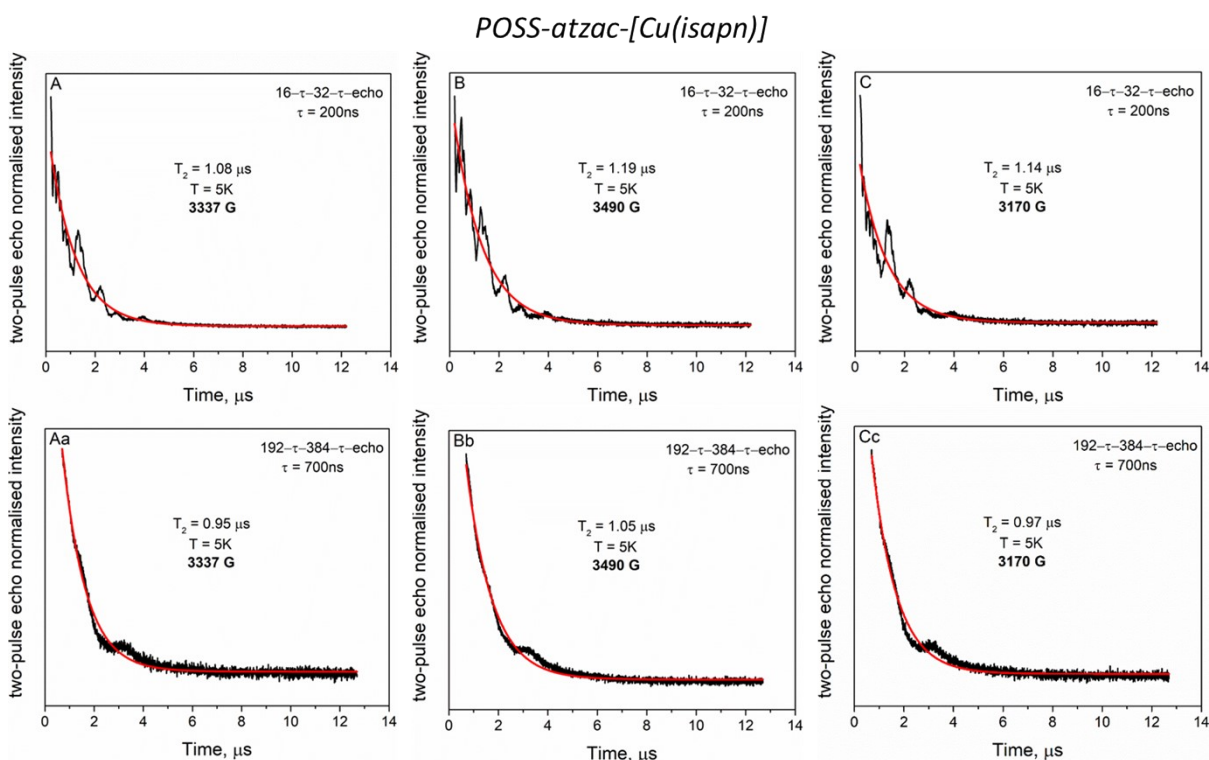 POSS-atzac-[Cu(isapn)]
A
16-τ-32-τ-echo
τ = 200ns
T2 = 1.08 μs
T = 5K
3337 G
two-pulse echo normalised intensity
0 2 4 6 8 10 12 14
Time, μs
B
16-τ-32-τ-echo
τ = 200ns
T2 = 1.19 μs
T = 5K
3490 G
two-pulse echo normalised intensity
0 2 4 6 8 10 12 14
Time, μs
C
16-τ-32-τ-echo
τ = 200ns
T2 = 1.14 μs
T = 5K
3170 G
two-pulse echo normalised intensity
0 2 4 6 8 10 12 14
Time, μs
Aa
192-τ-384-τ-echo
τ = 700ns
T2 = 0.95 μs
T = 5K
3337 G
two-pulse echo normalised intensity
0 2 4 6 8 10 12 14
Time, μs
Bb
192-τ-384-τ-echo
τ = 700ns
T2 = 1.05 μs
T = 5K
3490 G
two-pulse echo normalised intensity
0 2 4 6 8 10 12 14
Time, μs
Cc
192-τ-384-τ-echo
τ = 700ns
T2 = 0.97 μs
T = 5K
3170 G
two-pulse echo normalised intensity
0 2 4 6 8 10 12 14
Time, μs